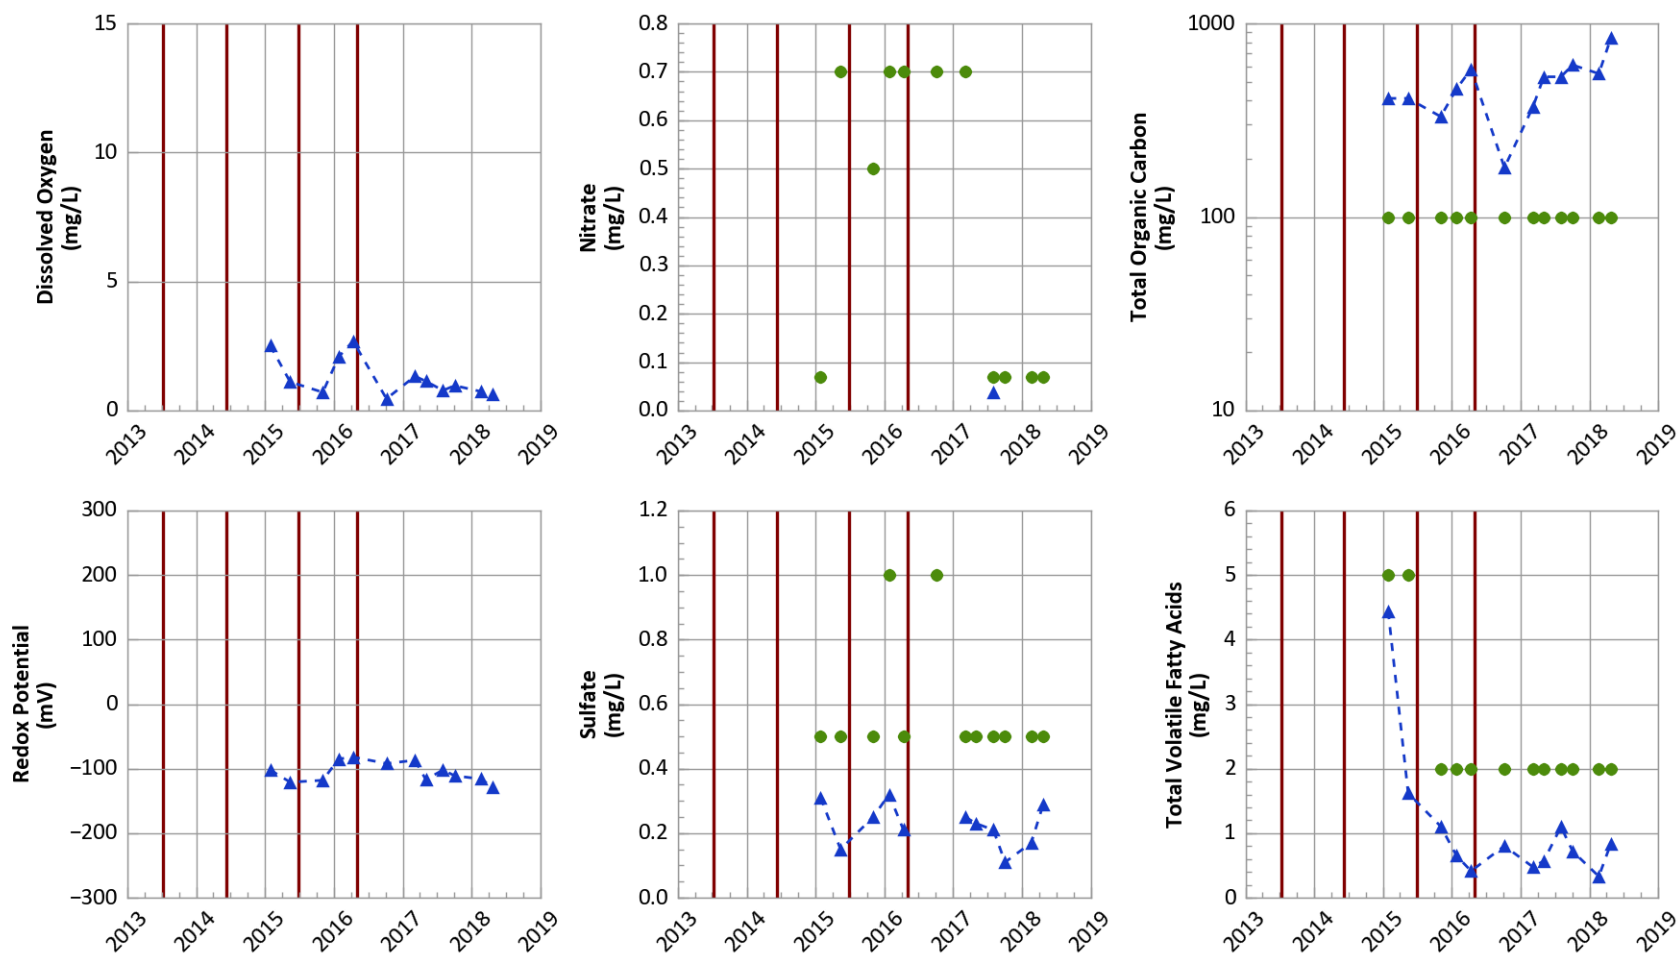 15
10
5
0
Dissolved Oxygen
(mg/L)
2013 2014 2015 2016 2017 2018 2019
0.8
0.7
0.6
0.5
0.4
0.3
0.2
0.1
0.0
Nitrate
(mg/L)
2013 2014 2015 2016 2017 2018 2019
1000
100
10
Total Organic Carbon
(mg/L)
2013 2014 2015 2016 2017 2018 2019
300
200
100
0
−100
−200
−300
Redox Potential
(mV)
2013 2014 2015 2016 2017 2018 2019
1.2
1.0
0.8
0.6
0.4
0.2
0.0
Sulfate
(mg/L)
2013 2014 2015 2016 2017 2018 2019
6
5
4
3
2
1
0
Total Volatile Fatty Acids
(mg/L)
2013 2014 2015 2016 2017 2018 2019